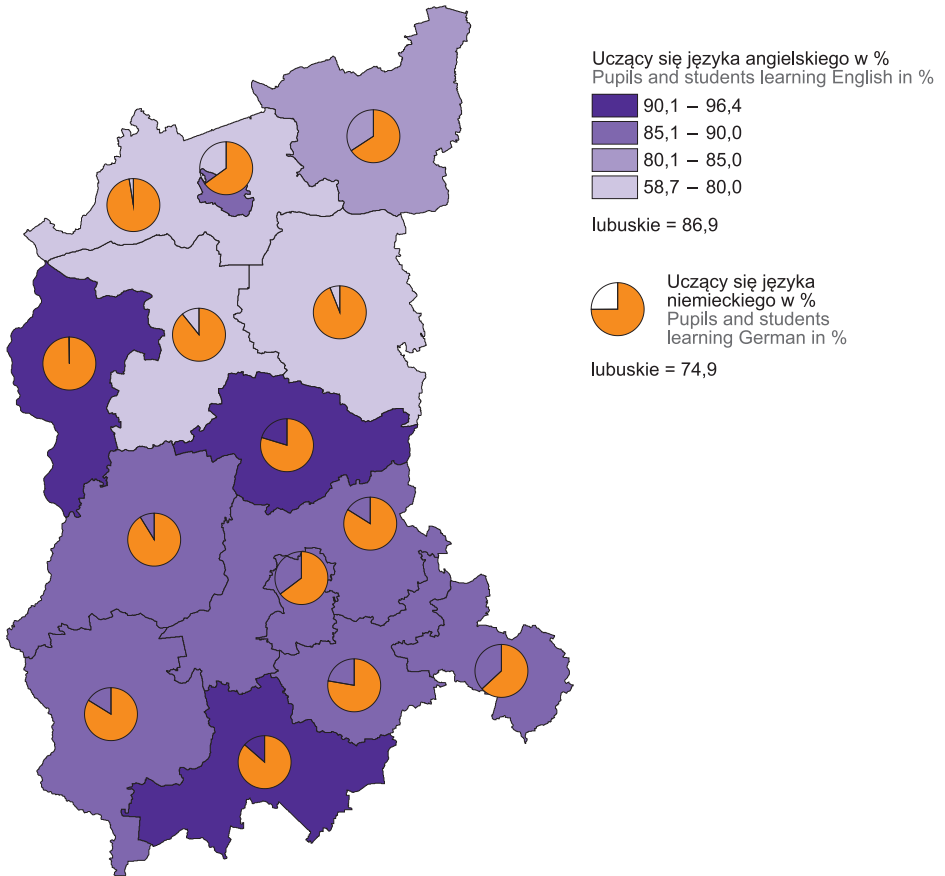 Uczący się języka angielskiego w %
Pupils and students learning English in %
90,1 – 96,4
85,1 – 90,0
80,1 – 85,0
58,7 – 80,0
lubuskie = 86,9
Uczący się języka
niemieckiego w %
Pupils and students
learning German in %
lubuskie = 74,9